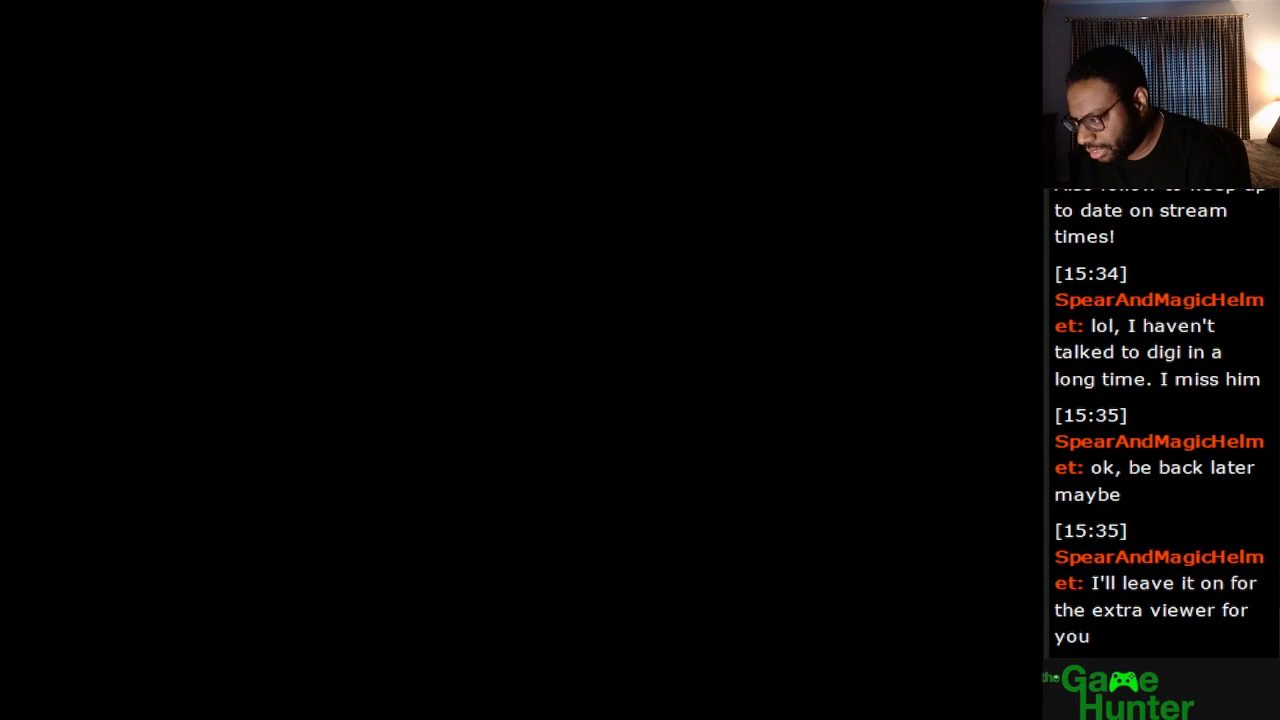 to date on stream
times!
[15:34]
SpearAndMagicHelm
et: lol, I haven't
talked to digi in a
long time. I miss him
[15:35]
SpearAndMagicHelm
et: ok, be back later
maybe
[15:35]
SpearAndMagicHelm
et: I'll leave it on for
the extra viewer for
you
the Game
Hunter